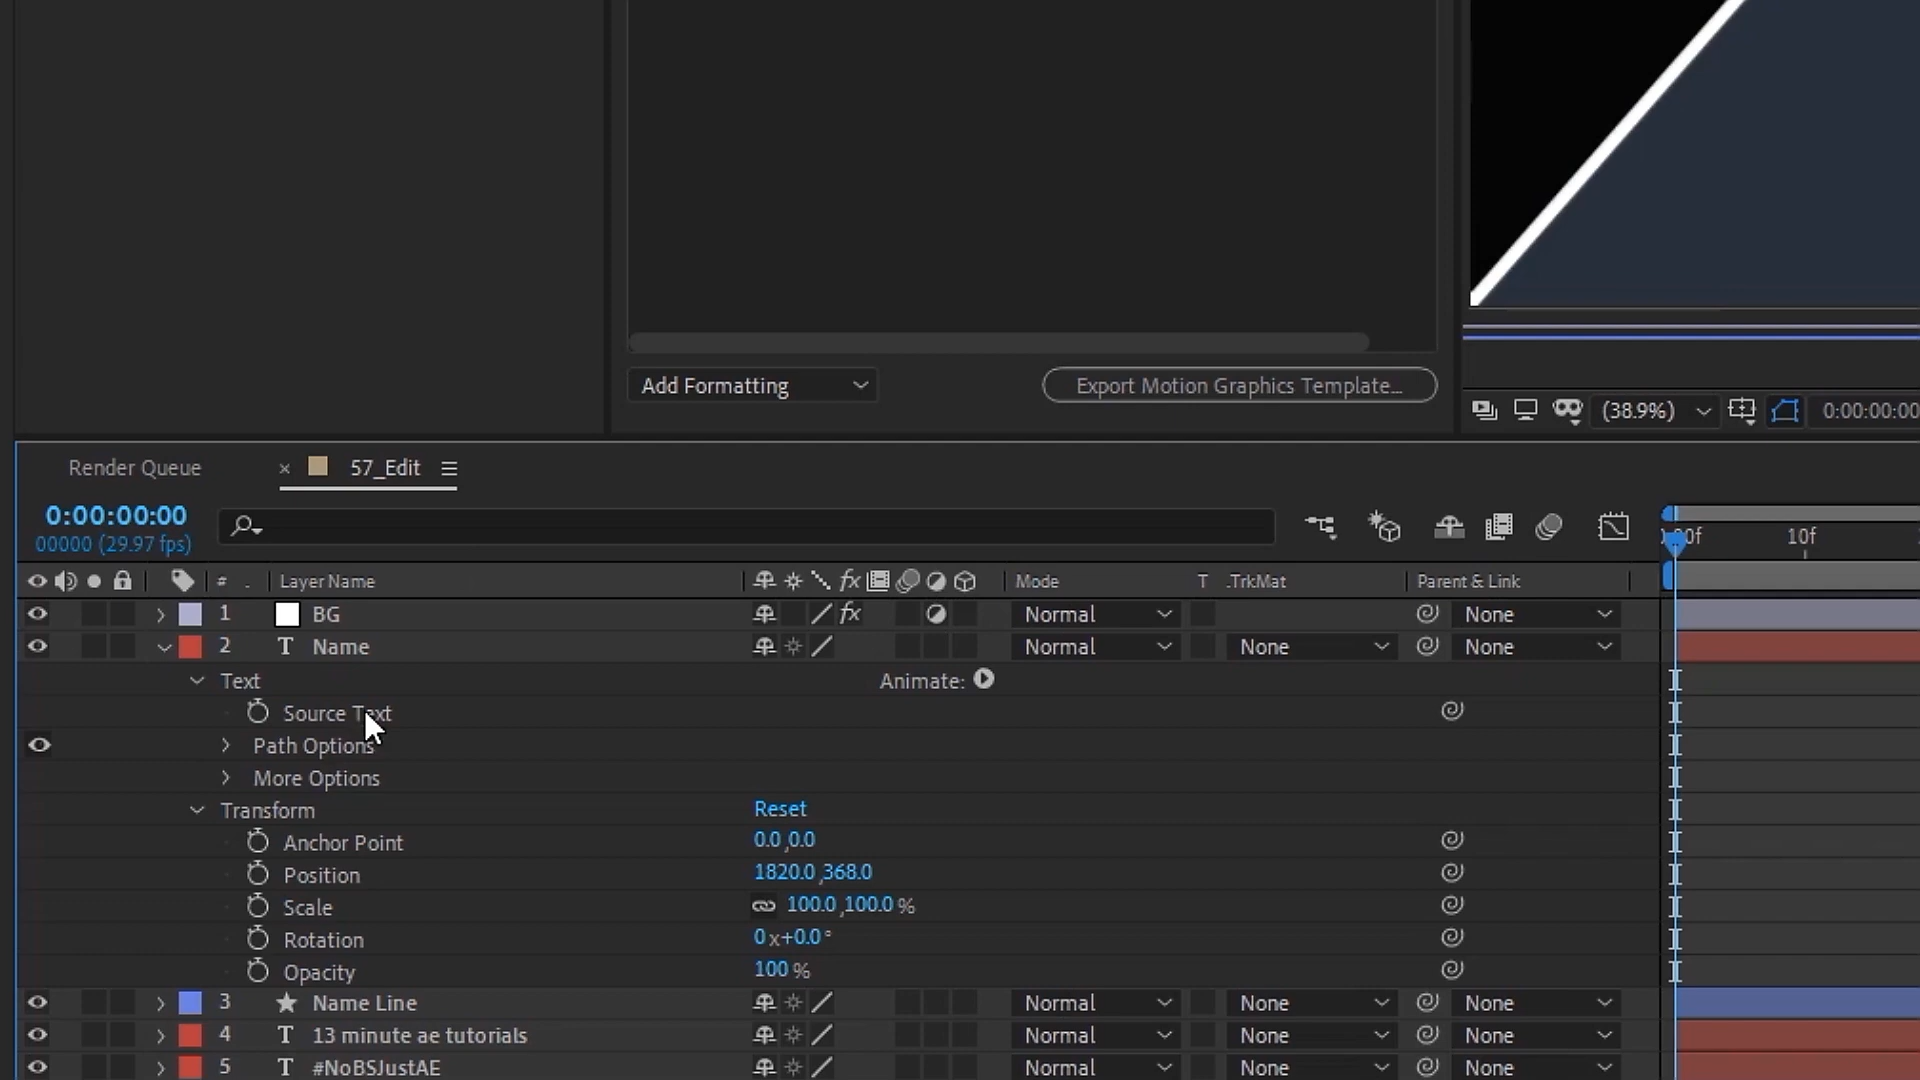 Add Formatting
Export Motion Graphics Template...
(38.9%)
0:00:00:00
Render Queue
× 57_Edit
0:00:00:00
00000 (29.97 fps)
00f 10f
# Layer Name fx Mode T .TrkMat Parent & Link
1 BG fx Normal None
2 T Name Normal None None
Text Animate:
Source Text
Path Options
More Options
Transform Reset
Anchor Point 0.0,0.0
Position 1820.0,368.0
Scale 100.0,100.0%
Rotation 0x+0.0°
Opacity 100%
3 Name Line Normal None None
4 T 13 minute ae tutorials Normal None None
5 T #NoBSJustAE Normal None None